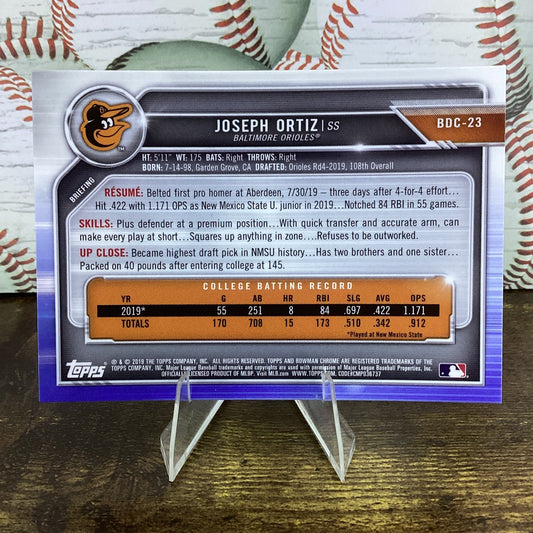 JOSEPH ORTIZ | SS
BALTIMORE ORIOLES®
BDC-23
HT: 5'11" WT: 175 BATS: Right THROWS: Right
BORN: 7-14-98, Garden Grove, CA DRAFTED: Orioles Rd4-2019, 108th Overall
BRIEFING
RÉSUMÉ: Belted first pro homer at Aberdeen, 7/30/19 — three days after 4-for-4 effort...
Hit .422 with 1.171 OPS as New Mexico State U. junior in 2019...Notched 84 RBI in 55 games.
SKILLS: Plus defender at a premium position...With quick transfer and accurate arm, can
make every play at short...Squares up anything in zone....Refuses to be outworked.
UP CLOSE: Became highest draft pick in NMSU history...Has two brothers and one sister...
Packed on 40 pounds after entering college at 145.
COLLEGE BATTING RECORD
YR G AB HR RBI SLG AVG OPS
2019* 55 251 8 84 .697 .422 1.171
TOTALS 170 708 15 173 .510 .342 .912
*Played at New Mexico State
Topps
® & © 2019 THE TOPPS COMPANY, INC. ALL RIGHTS RESERVED. TOPPS AND BOWMAN CHROME ARE REGISTERED TRADEMARKS OF THE
TOPPS COMPANY, INC. Major League Baseball trademarks and copyrights are used with permission of Major League Baseball Properties, Inc.
OFFICIALLY LICENSED PRODUCT OF MLBP. Visit MLB.com WWW.TOPPS.COM. CODE#CMP036737